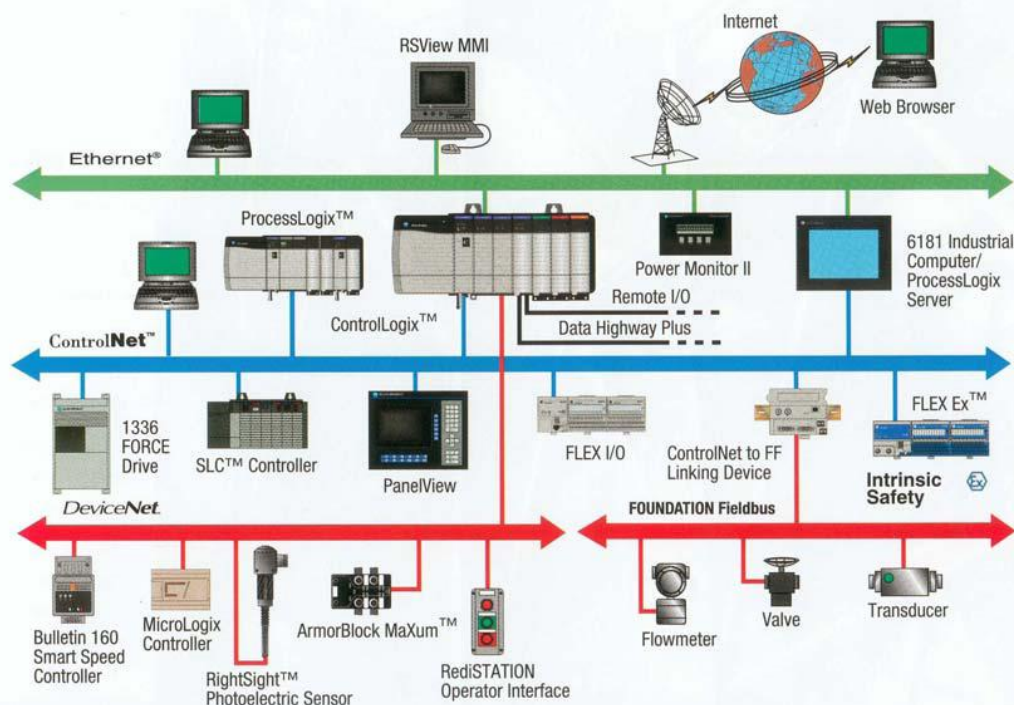 Internet
RSView MMI
Web Browser
Ethernet®
ProcessLogix™
6181 Industrial
Computer/
ProcessLogix
Server
Power Monitor II
Remote I/O
ControlLogix™
Data Highway Plus
ControlNet™
FLEX Ex™
1336
FORCE
Drive
SLC™ Controller
PanelView
FLEX I/O
ControlNet to FF
Linking Device
Intrinsic
Safety
Ex
DeviceNet.
FOUNDATION Fieldbus
Bulletin 160
Smart Speed
Controller
MicroLogix
Controller
RightSight™
Photoelectric Sensor
ArmorBlock MaXum™
RediSTATION
Operator Interface
Flowmeter
Valve
Transducer